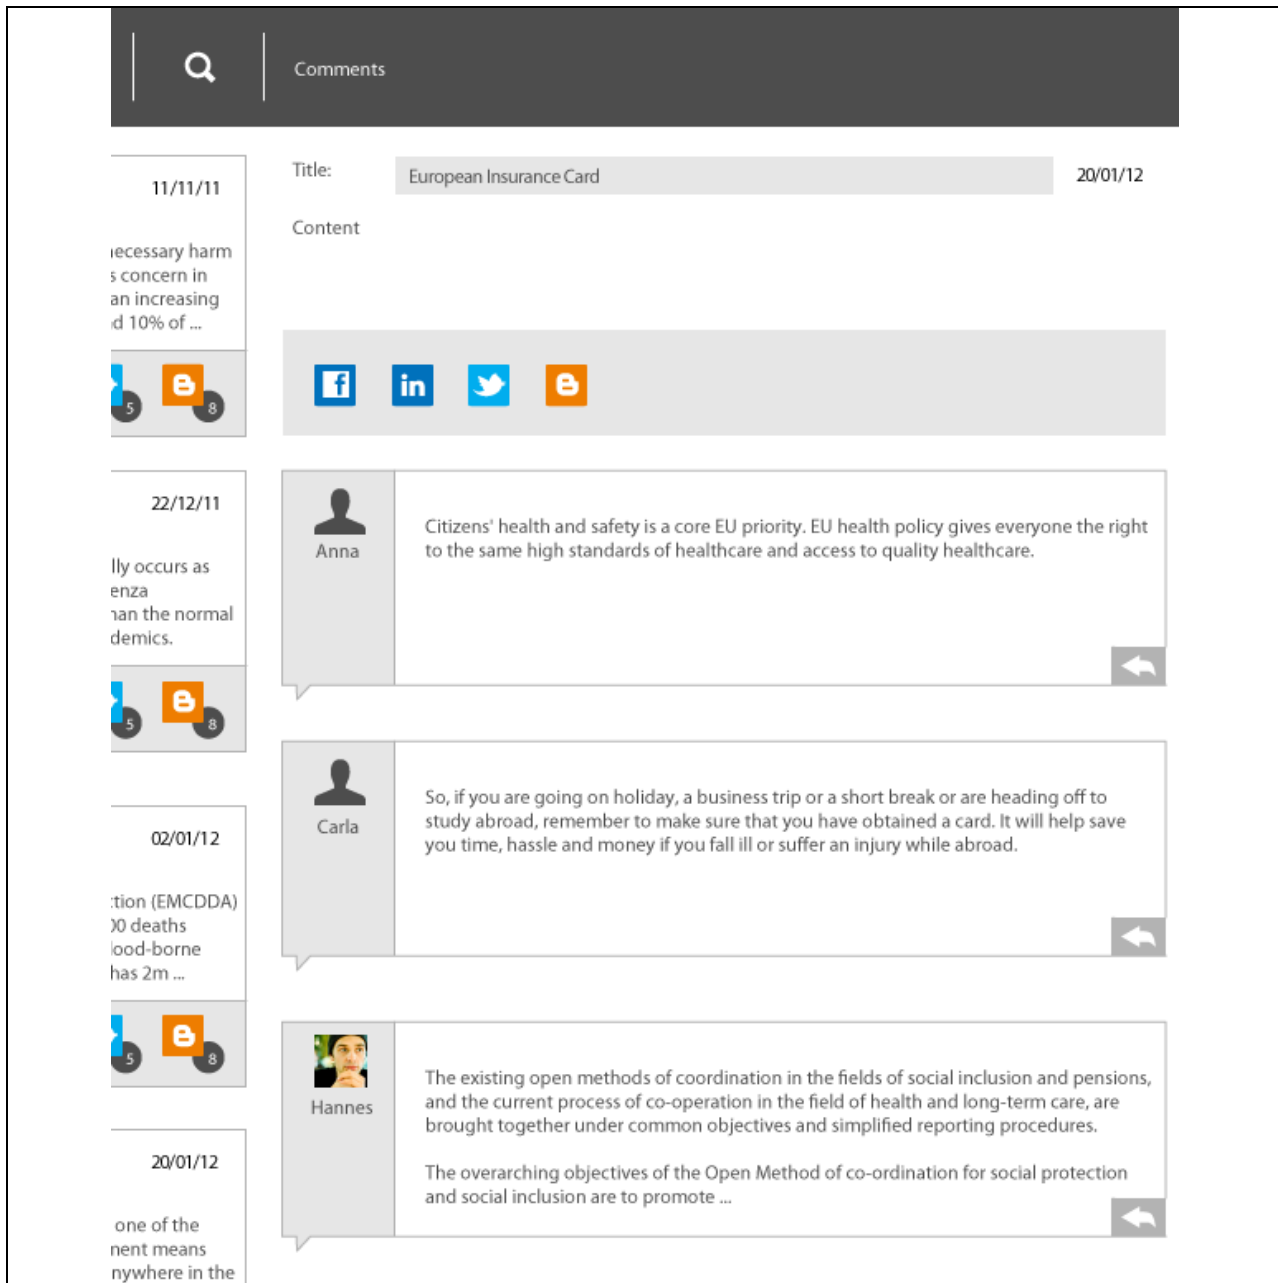 Comments
11/11/11
necessary harm
s concern in
an increasing
d 10% of ...
5
8
22/12/11
lly occurs as
enza
han the normal
demics.
5
8
02/01/12
ction (EMCDDA)
00 deaths
lood-borne
has 2m ...
5
8
20/01/12
one of the
ment means
nywhere in the
Title:
European Insurance Card
20/01/12
Content
f
in
Anna
Citizens' health and safety is a core EU priority. EU health policy gives everyone the right
to the same high standards of healthcare and access to quality healthcare.
Carla
So, if you are going on holiday, a business trip or a short break or are heading off to
study abroad, remember to make sure that you have obtained a card. It will help save
you time, hassle and money if you fall ill or suffer an injury while abroad.
Hannes
The existing open methods of coordination in the fields of social inclusion and pensions,
and the current process of co-operation in the field of health and long-term care, are
brought together under common objectives and simplified reporting procedures.
The overarching objectives of the Open Method of co-ordination for social protection
and social inclusion are to promote ...